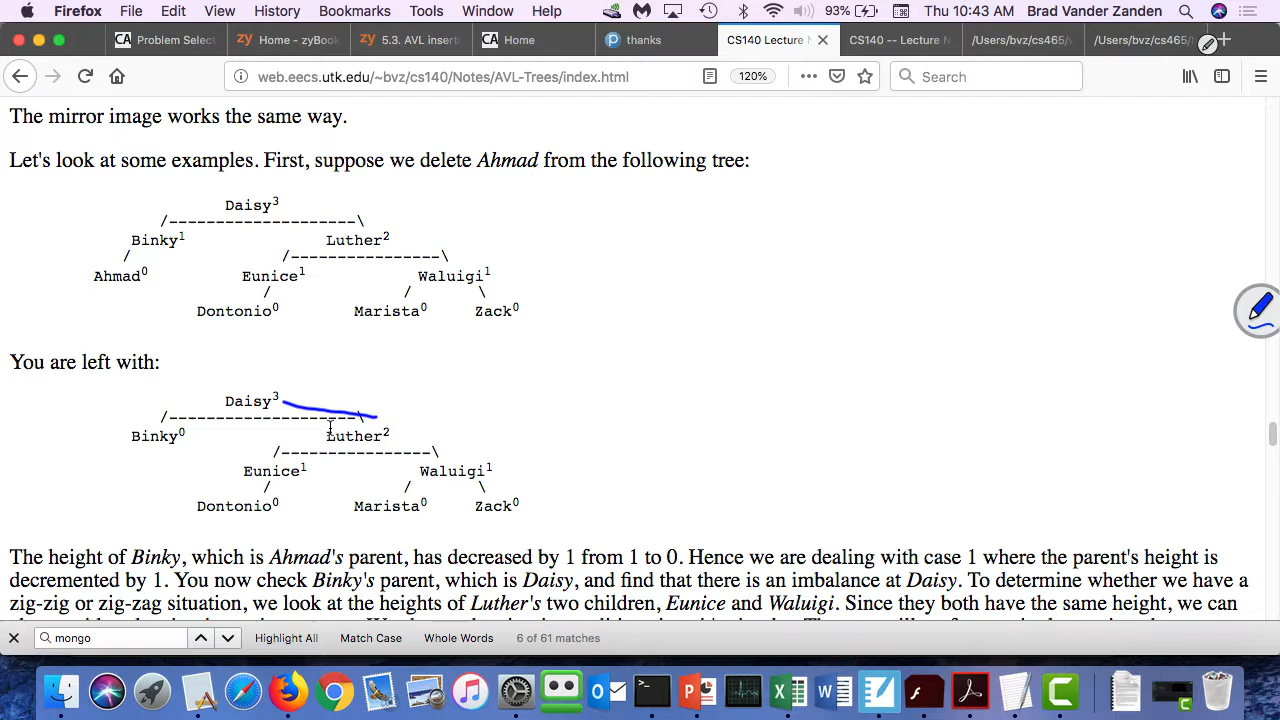 Firefox File Edit View History Bookmarks Tools Window Help 93% Thu 10:43 AM Brad Vander Zanden
Problem Selec Home - zyBook 5.3. AVL inserti Home thanks CS140 Lecture N CS140 -- Lecture N /Users/bvz/cs465/ /Users/bvz/cs465/
web.eecs.utk.edu/~bvz/cs140/Notes/AVL-Trees/index.html 120% Search
The mirror image works the same way.
Let's look at some examples. First, suppose we delete Ahmad from the following tree:
Daisy3
/--------------------\
Binky1 Luther2
/ /----------------\
Ahmad0 Eunice1 Waluigi1
/ / \
Dontonio0 Marista0 Zack0
You are left with:
Daisy3
/--------------------\
Binky0 Luther2
/----------------\
Eunice1 Waluigi1
/ / \
Dontonio0 Marista0 Zack0
The height of Binky, which is Ahmad's parent, has decreased by 1 from 1 to 0. Hence we are dealing with case 1 where the parent's height is
decremented by 1. You now check Binky's parent, which is Daisy, and find that there is an imbalance at Daisy. To determine whether we have a
zig-zig or zig-zag situation, we look at the heights of Luther's two children, Eunice and Waluigi. Since they both have the same height, we can
mongo Highlight All Match Case Whole Words 6 of 61 matches